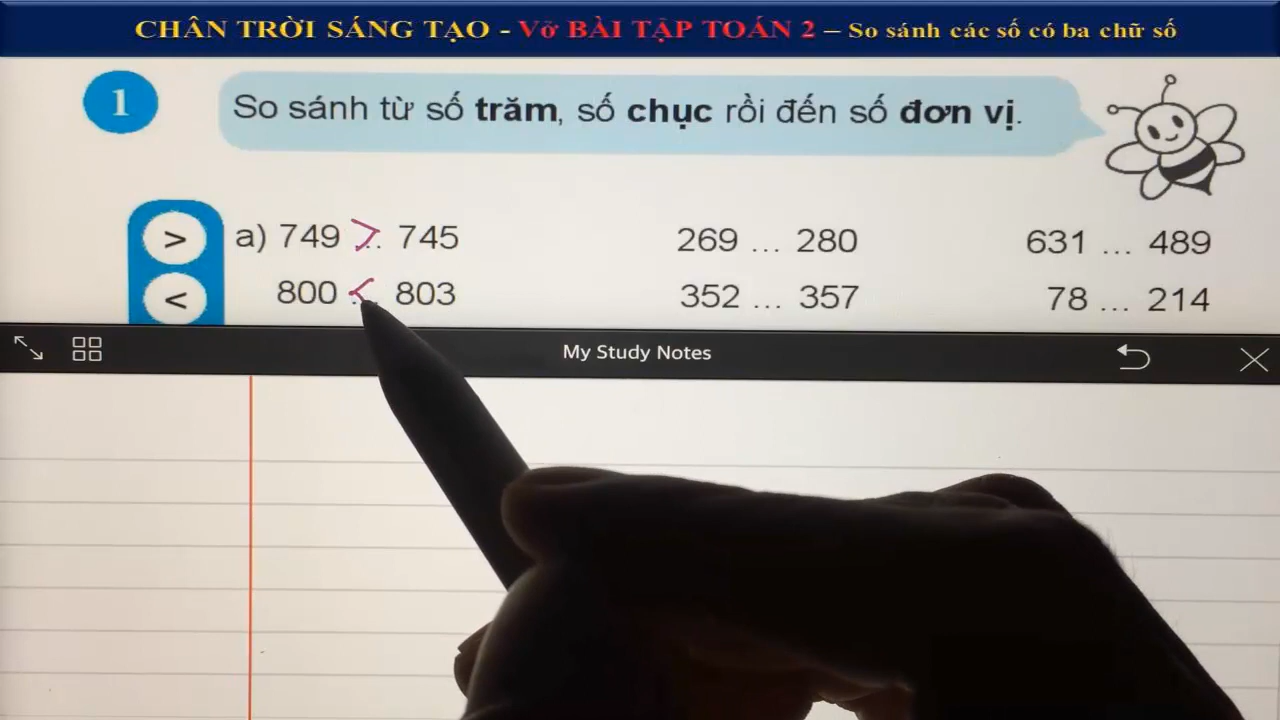 CHÂN TRỜI SÁNG TẠO - Vở BÀI TẬP TOÁN 2 – So sánh các số có ba chữ số
1
So sánh từ số trăm, số chục rồi đến số đơn vị.
> a) 749 > 745 269 ... 280 631 ... 489
< 800 < 803 352 ... 357 78 ... 214
My Study Notes